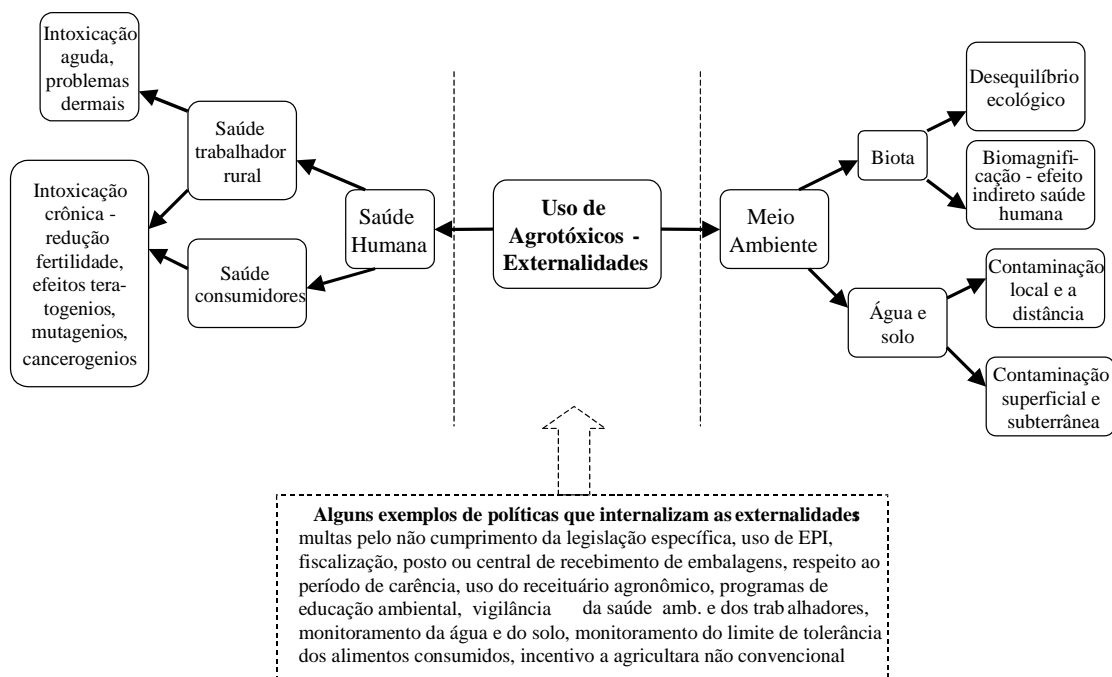 Intoxicação
aguda,
problemas
dermais
Saúde
trabalhador
rural
Intoxicação
crônica -
redução
fertilidade,
efeitos tera-
togenios,
mutagenios,
cancerogenios
Saúde
consumidores
Saúde
Humana
Uso de
Agrotóxicos -
Externalidades
Meio
Ambiente
Biota
Desequilíbrio
ecológico
Biomagnifi-
cação - efeito
indireto saúde
humana
Água e
solo
Contaminação
local e a
distância
Contaminação
superficial e
subterrânea
Alguns exemplos de políticas que internalizam as externalidades:
multas pelo não cumprimento da legislação específica, uso de EPI,
fiscalização, posto ou central de recebimento de embalagens, respeito ao
período de carência, uso do receituário agronômico, programas de
educação ambiental, vigilância da saúde amb. e dos trabalhadores,
monitoramento da água e do solo, monitoramento do limite de tolerância
dos alimentos consumidos, incentivo a agricultara não convencional